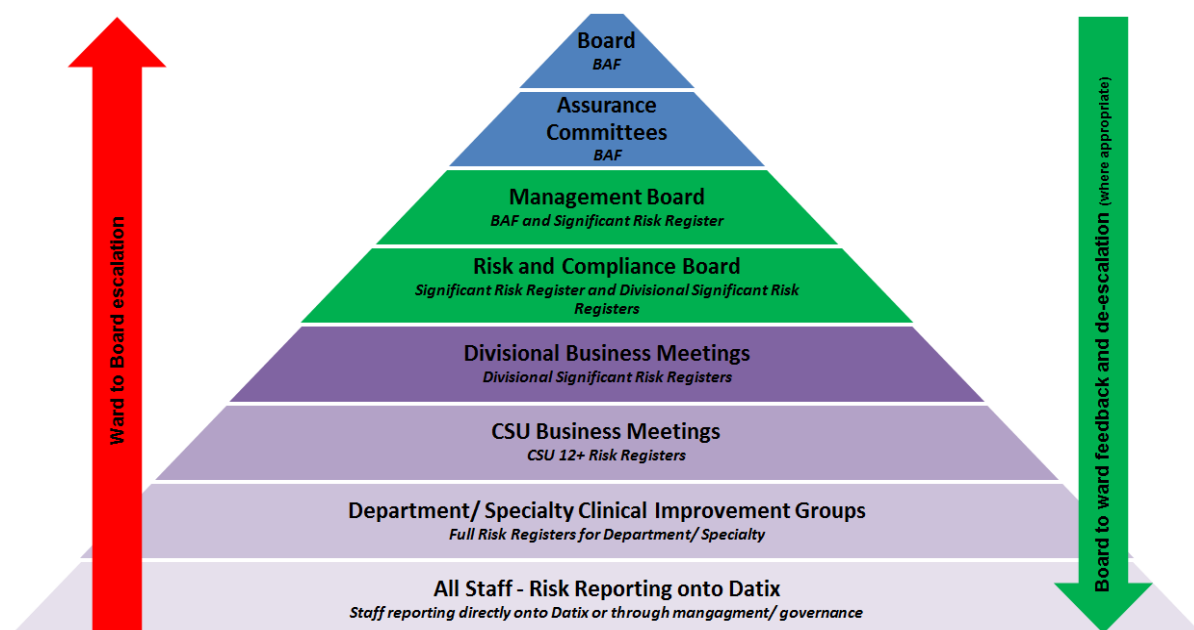 Board
BAF
Assurance
Committees
BAF
Management Board
BAF and Significant Risk Register
Risk and Compliance Board
Significant Risk Register and Divisional Significant Risk
Registers
Divisional Business Meetings
Divisional Significant Risk Registers
CSU Business Meetings
CSU 12+ Risk Registers
Department/ Specialty Clinical Improvement Groups
Full Risk Registers for Department/ Specialty
All Staff - Risk Reporting onto Datix
Staff reporting directly onto Datix or through mangagment/ governance
Ward to Board escalation
Board to ward feedback and de-escalation (where appropriate)